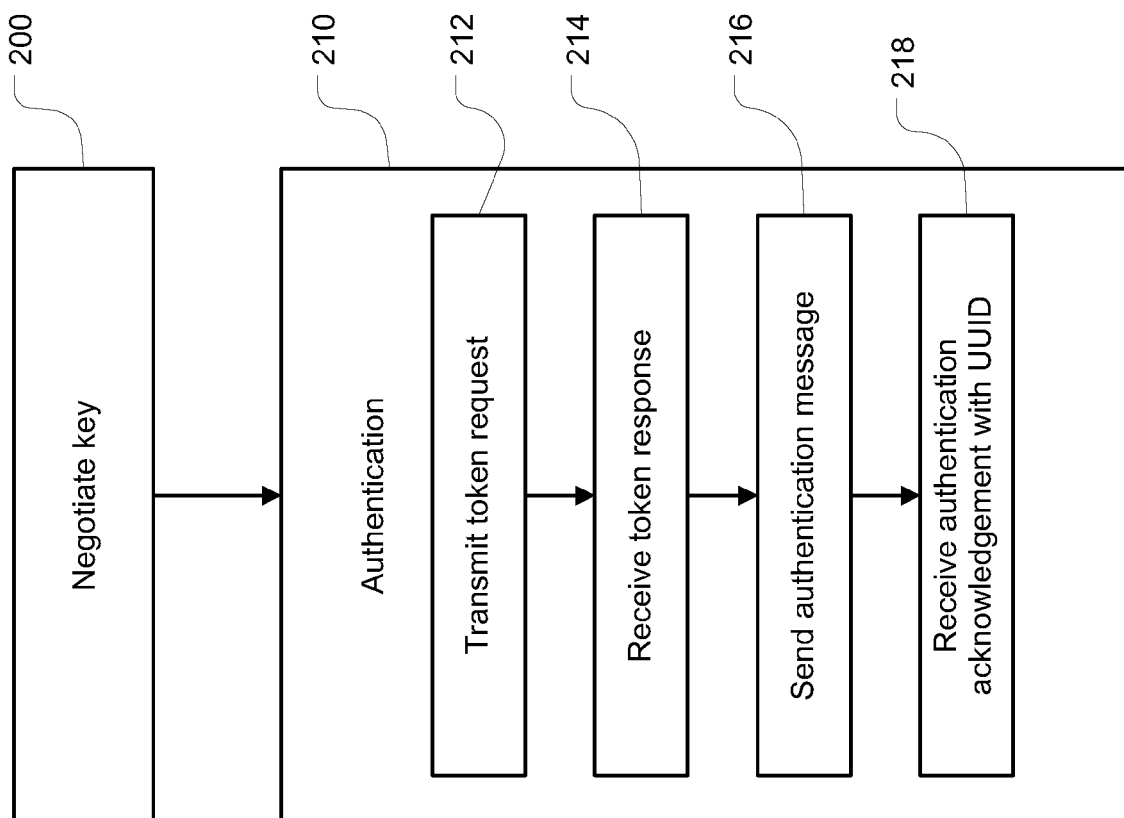 Negotiate key
200
Authentication
210
Transmit token request
212
Receive token response
214
Send authentication message
216
Receive authentication
acknowledgement with UUID
218